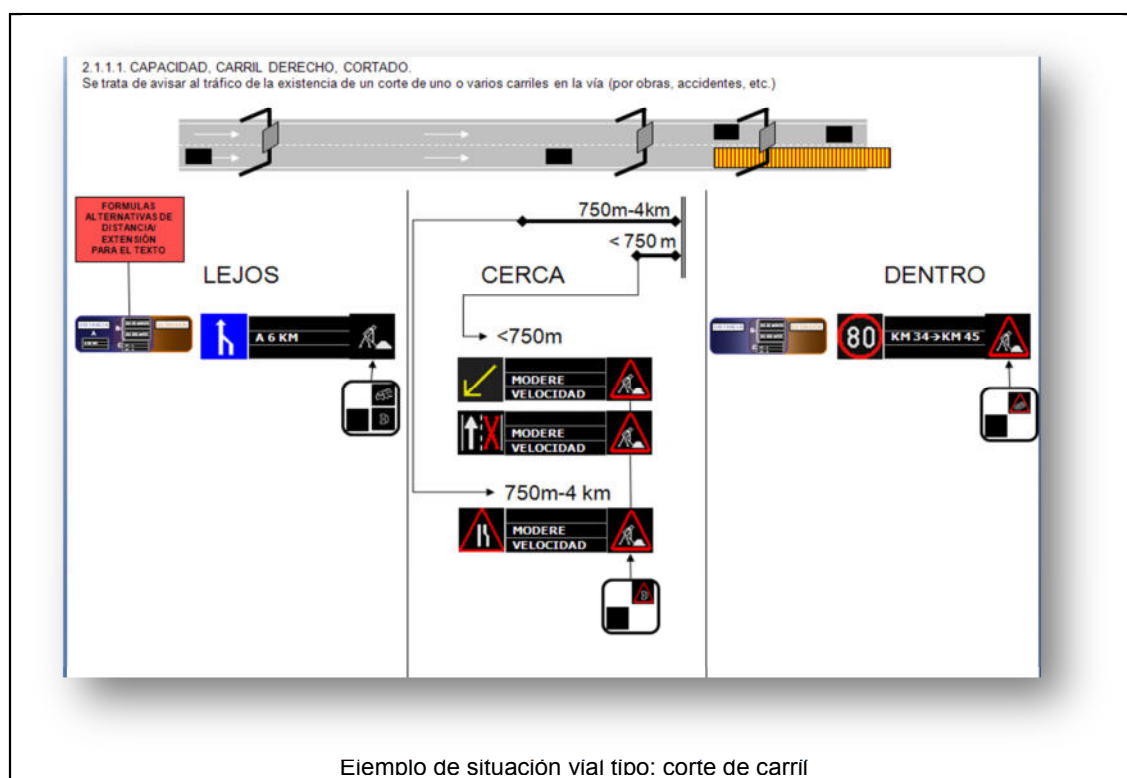 2.1.1.1. CAPACIDAD, CARRIL DERECHO, CORTADO.
Se trata de avisar al tráfico de la existencia de un corte de uno o varios carriles en la vía (por obras, accidentes, etc.)
FORMULAS
ALTERNATIVAS DE
DISTANCIA/
EXTENSIÓN
PARA EL TEXTO
LEJOS
A 6 KM
750m-4km
< 750 m
CERCA
<750m
MODERE
VELOCIDAD
MODERE
VELOCIDAD
750m-4 km
MODERE
VELOCIDAD
DENTRO
80
KM 34→KM 45
Ejemplo de situación vial tipo: corte de carril